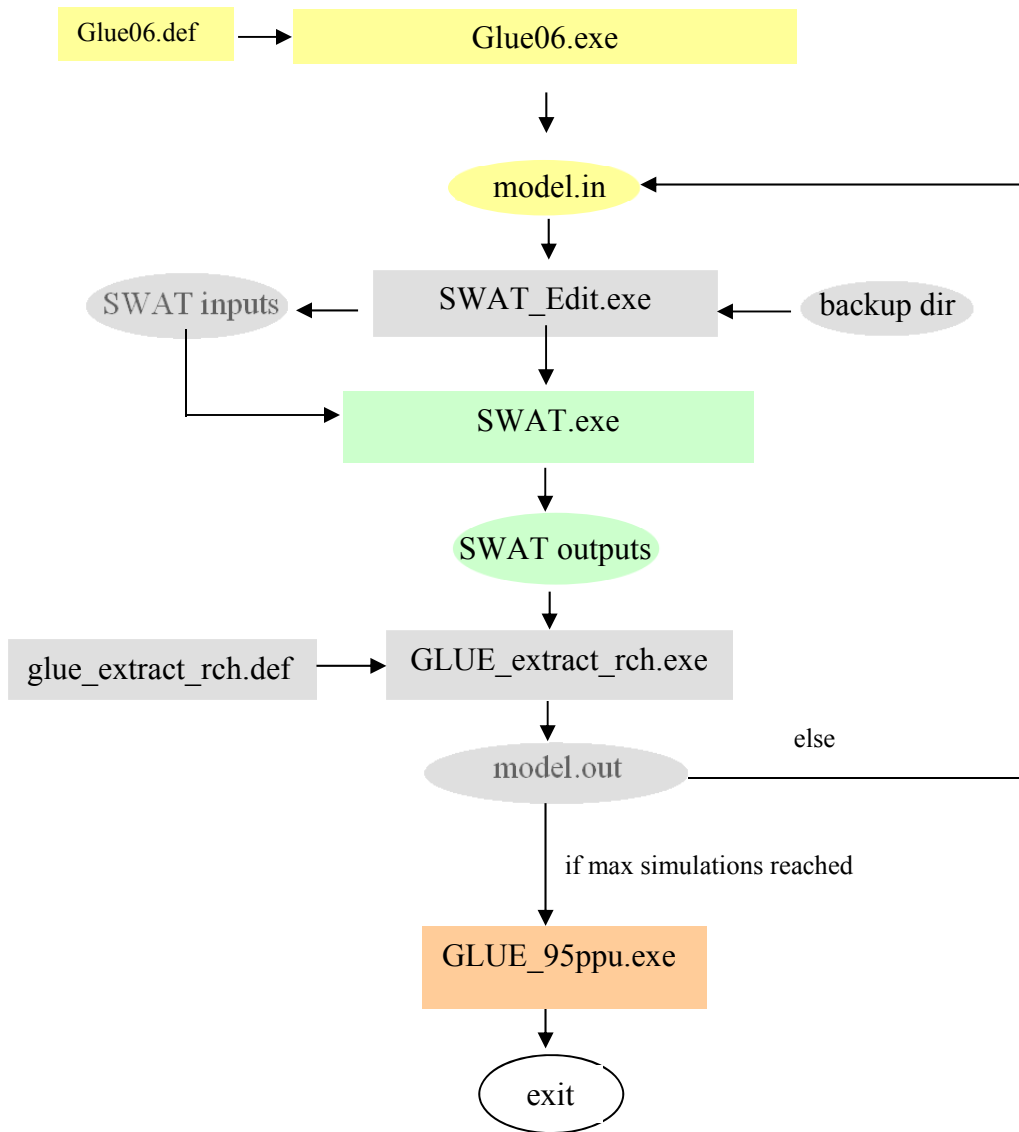 Glue06.def
Glue06.exe
model.in
SWAT inputs
SWAT_Edit.exe
backup dir
SWAT.exe
SWAT outputs
glue_extract_rch.def
GLUE_extract_rch.exe
model.out
else
if max simulations reached
GLUE_95ppu.exe
exit